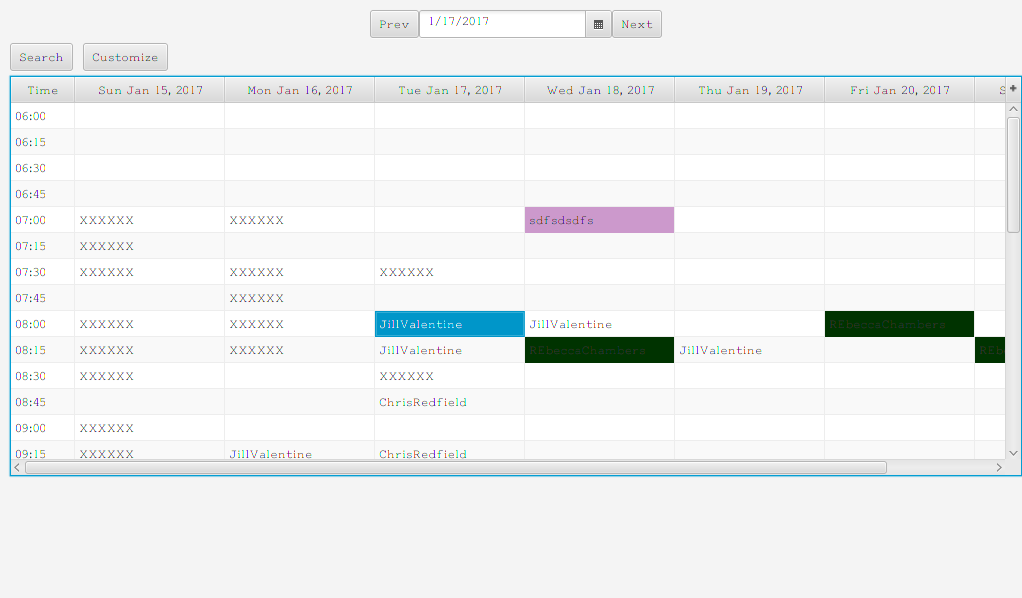 Prev 1/17/2017 Next
Search Customize
Time Sun Jan 15, 2017 Mon Jan 16, 2017 Tue Jan 17, 2017 Wed Jan 18, 2017 Thu Jan 19, 2017 Fri Jan 20, 2017 S
06:00
06:15
06:30
06:45
07:00 XXXXXX XXXXXX sdfsdsdfs
07:15 XXXXXX
07:30 XXXXXX XXXXXX XXXXXX
07:45 XXXXXX
08:00 XXXXXX XXXXXX JillValentine JillValentine REbeccsChambers
08:15 XXXXXX XXXXXX JillValentine REbeccsChambers JillValentine REb
08:30 XXXXXX XXXXXX
08:45 ChrisRedfield
09:00 XXXXXX
09:15 XXXXXX JillValentine ChrisRedfield